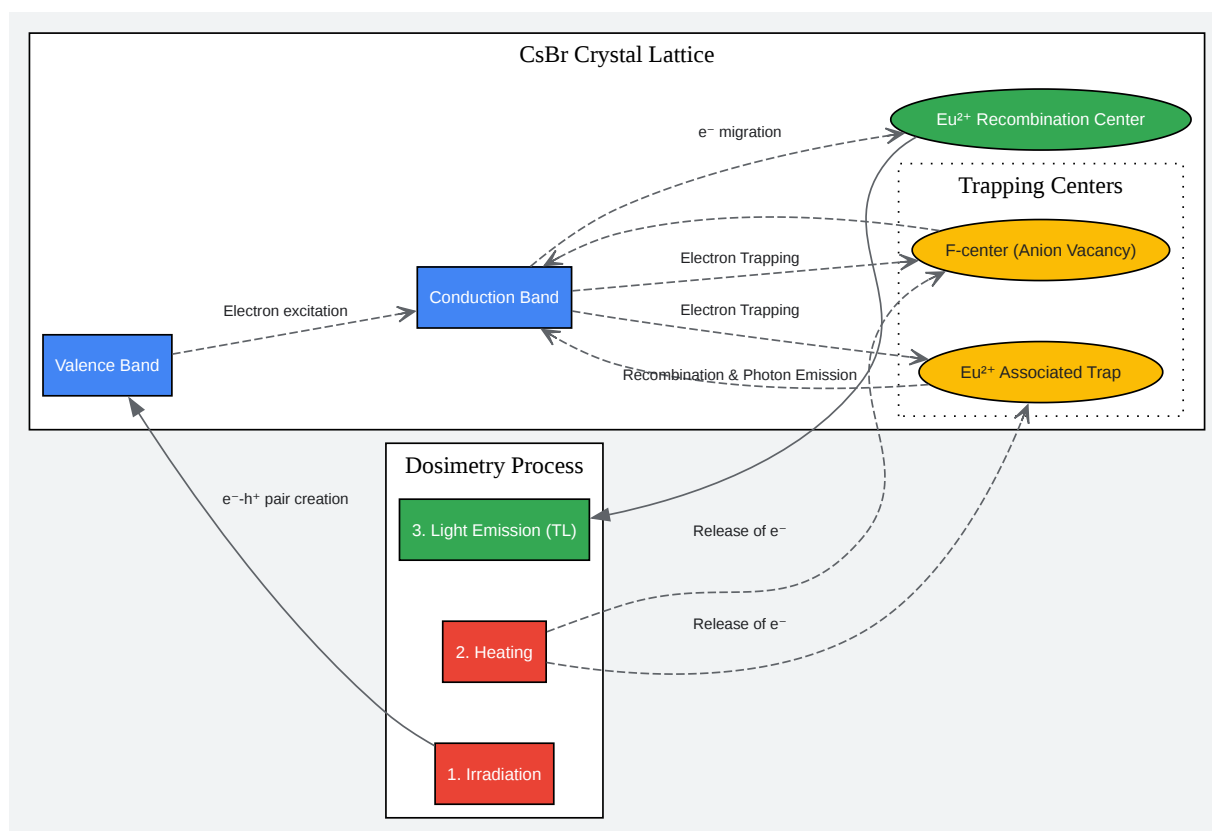 CsBr Crystal Lattice
Eu²⁺ Recombination Center
e⁻ migration
Trapping Centers
F-center (Anion Vacancy)
Electron Trapping
Conduction Band
Electron excitation
Electron Trapping
Valence Band
Recombination & Photon Emission
Eu²⁺ Associated Trap
Dosimetry Process
e⁻-h⁺ pair creation
3. Light Emission (TL)
Release of e⁻
2. Heating
Release of e⁻
1. Irradiation